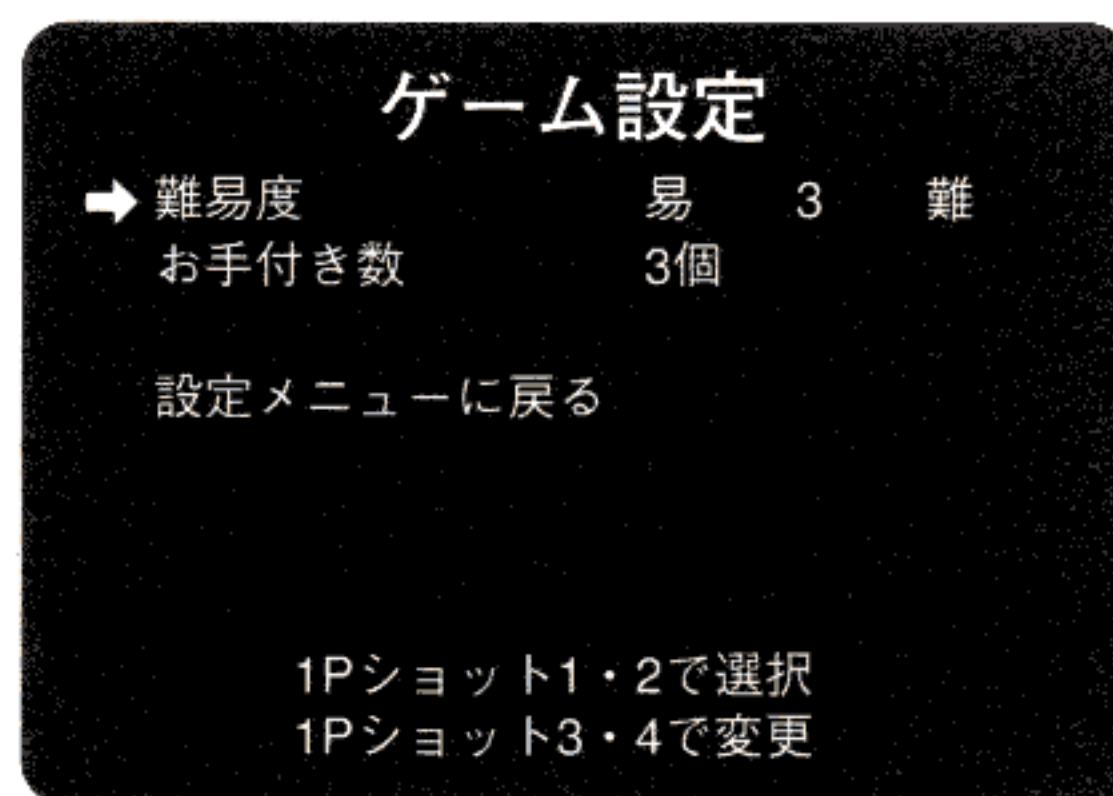 ゲーム設定
➡難易度 易 3 難
お手付き数 3個
設定メニューに戻る
1Pショット1・2で選択
1Pショット3・4で変更